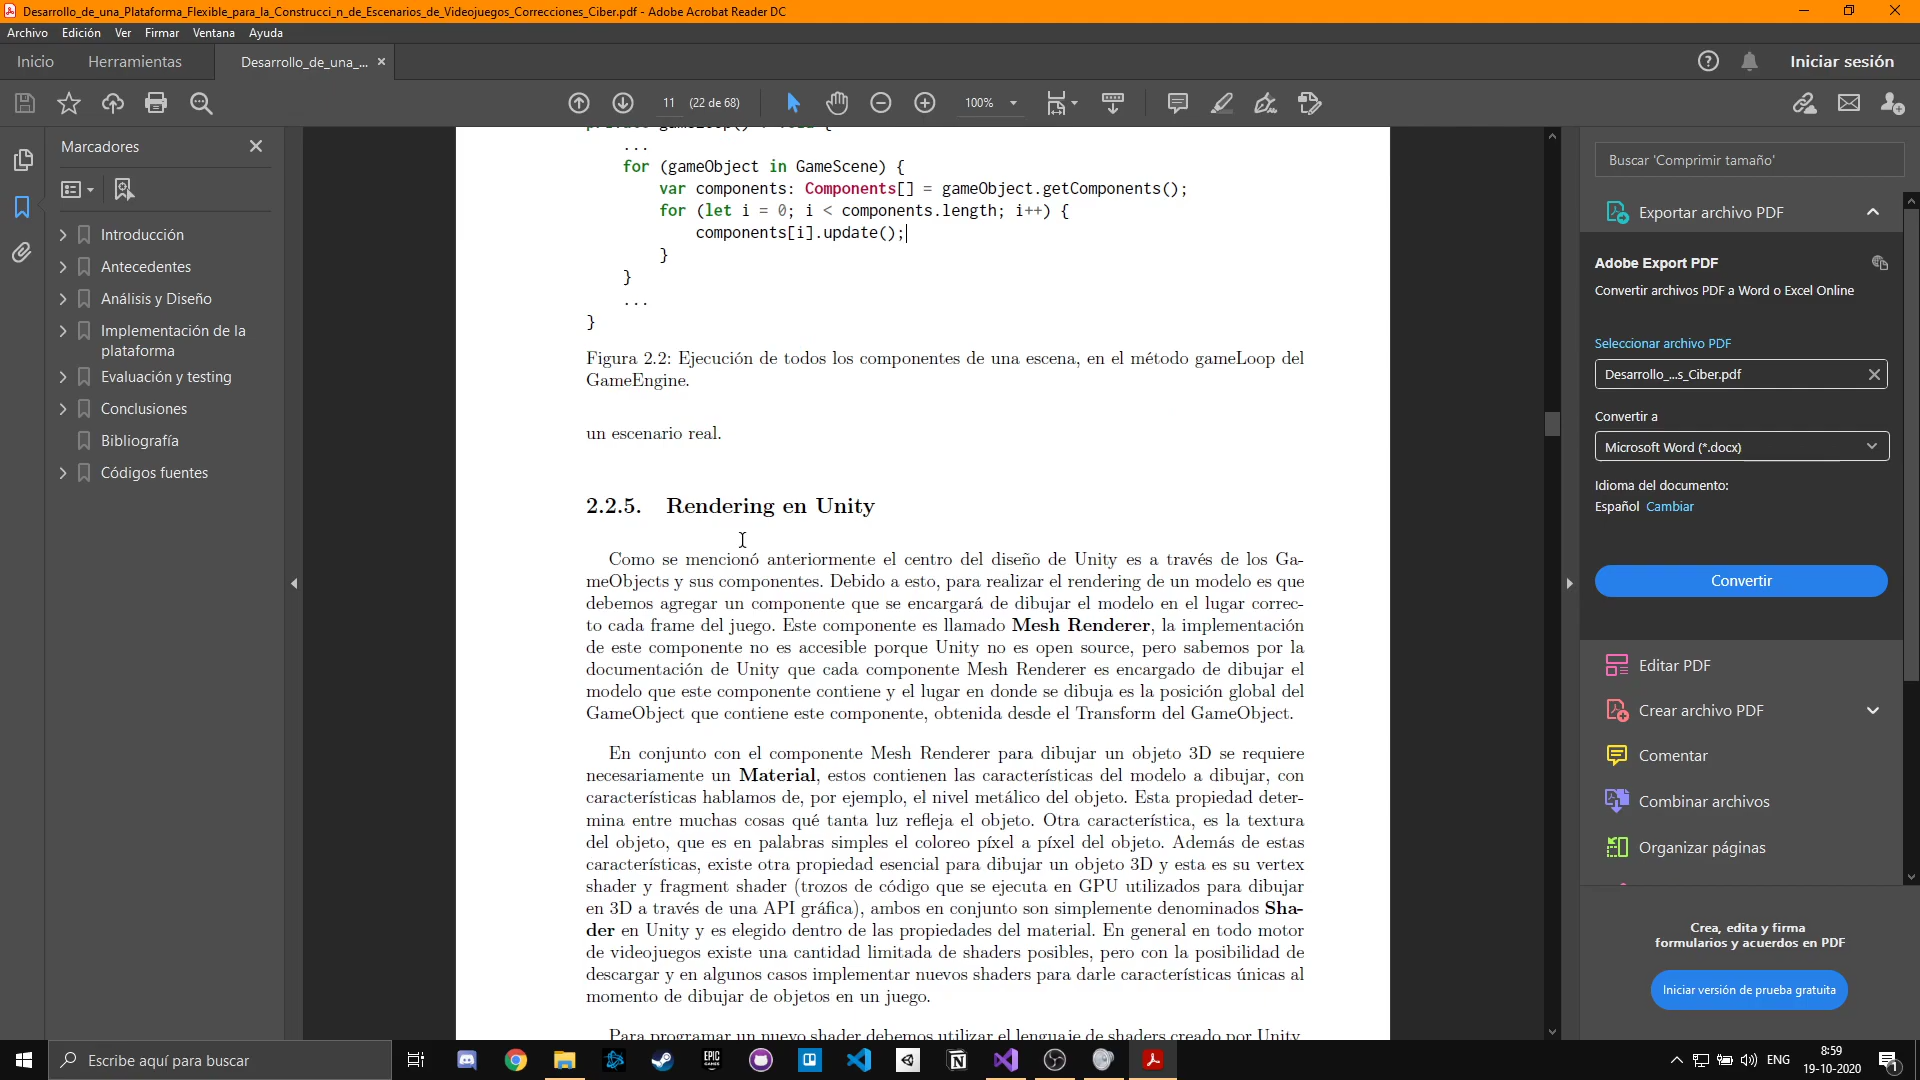 Desarrollo_de_una_Plataforma_Flexible_para_la_Construcci_n_de_Escenarios_de_Videojuegos_Correcciones_Ciber.pdf - Adobe Acrobat Reader DC
Archivo Edición Ver Firmar Ventana Ayuda
Inicio Herramientas Desarrollo_de_una_... Iniciar sesión
11 (22 de 68) 100%
Marcadores
Introducción
Antecedentes
Análisis y Diseño
Implementación de la
plataforma
Evaluación y testing
Conclusiones
Bibliografía
Códigos fuentes
...
for (gameObject in GameScene) {
var components: Components[] = gameObject.getComponents();
for (let i = 0; i < components.length; i++) {
components[i].update();
}
}
...
}
Figura 2.2: Ejecución de todos los componentes de una escena, en el método gameLoop del
GameEngine.
un escenario real.
2.2.5. Rendering en Unity
Como se mencionó anteriormente el centro del diseño de Unity es a través de los Ga-
meObjects y sus componentes. Debido a esto, para realizar el rendering de un modelo es que
debemos agregar un componente que se encargará de dibujar el modelo en el lugar correc-
to cada frame del juego. Este componente es llamado Mesh Renderer, la implementación
de este componente no es accesible porque Unity no es open source, pero sabemos por la
documentación de Unity que cada componente Mesh Renderer es encargado de dibujar el
modelo que este componente contiene y el lugar en donde se dibuja es la posición global del
GameObject que contiene este componente, obtenida desde el Transform del GameObject.
En conjunto con el componente Mesh Renderer para dibujar un objeto 3D se requiere
necesariamente un Material, estos contienen las características del modelo a dibujar, con
características hablamos de, por ejemplo, el nivel metálico del objeto. Esta propiedad deter-
mina entre muchas cosas qué tanta luz refleja el objeto. Otra característica, es la textura
del objeto, que es en palabras simples el coloreo píxel a píxel del objeto. Además de estas
características, existe otra propiedad esencial para dibujar un objeto 3D y esta es su vertex
shader y fragment shader (trozos de código que se ejecuta en GPU utilizados para dibujar
en 3D a través de una API gráfica), ambos en conjunto son simplemente denominados Sha-
der en Unity y es elegido dentro de las propiedades del material. En general en todo motor
de videojuegos existe una cantidad limitada de shaders posibles, pero con la posibilidad de
descargar y en algunos casos implementar nuevos shaders para darle características únicas al
momento de dibujar de objetos en un juego.
Para programar un nuevo shader debemos utilizar el lenguaje de shaders creado por Unity,
Buscar 'Comprimir tamaño'
Exportar archivo PDF
Adobe Export PDF
Convertir archivos PDF a Word o Excel Online
Seleccionar archivo PDF
Desarrollo_...s_Ciber.pdf
Convertir a
Microsoft Word (*.docx)
Idioma del documento:
Español Cambiar
Convertir
Editar PDF
Crear archivo PDF
Comentar
Combinar archivos
Organizar páginas
Crea, edita y firma
formularios y acuerdos en PDF
Iniciar versión de prueba gratuita
Escribe aquí para buscar
EPIC GAMES
ENG
8:59
19-10-2020
1